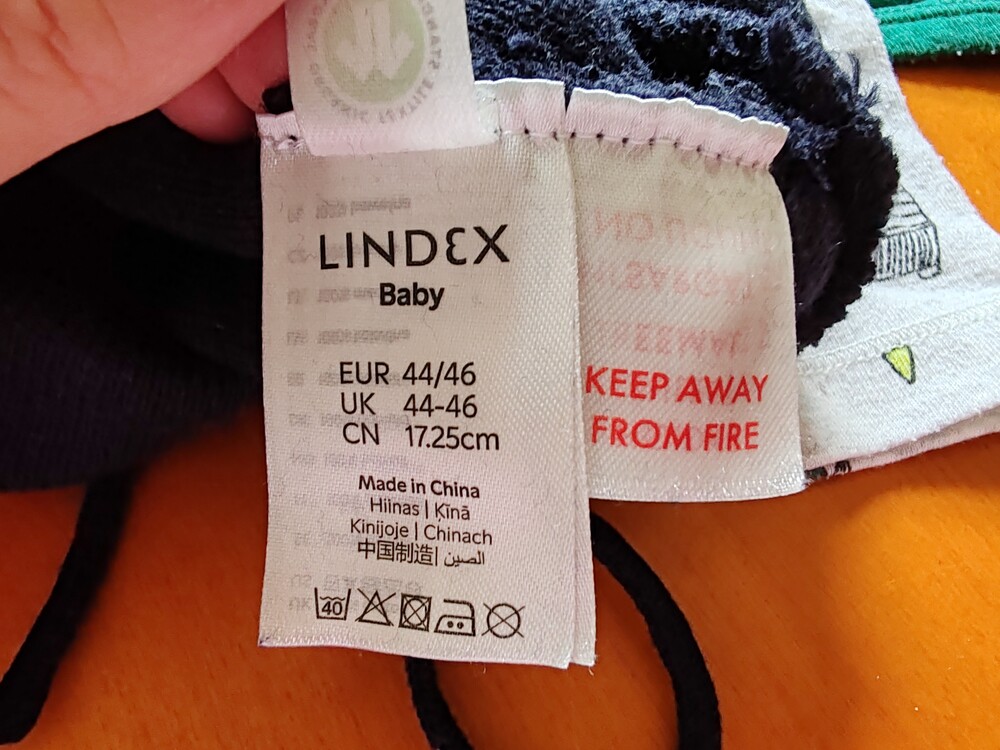 LINDEX
Baby
EUR 44/46
UK 44-46
CN 17.25cm
Made in China
Hiinas | Ķīnā
Kinijoje | Chinach
中国制造| الصين
40
KEEP AWAY
FROM FIRE